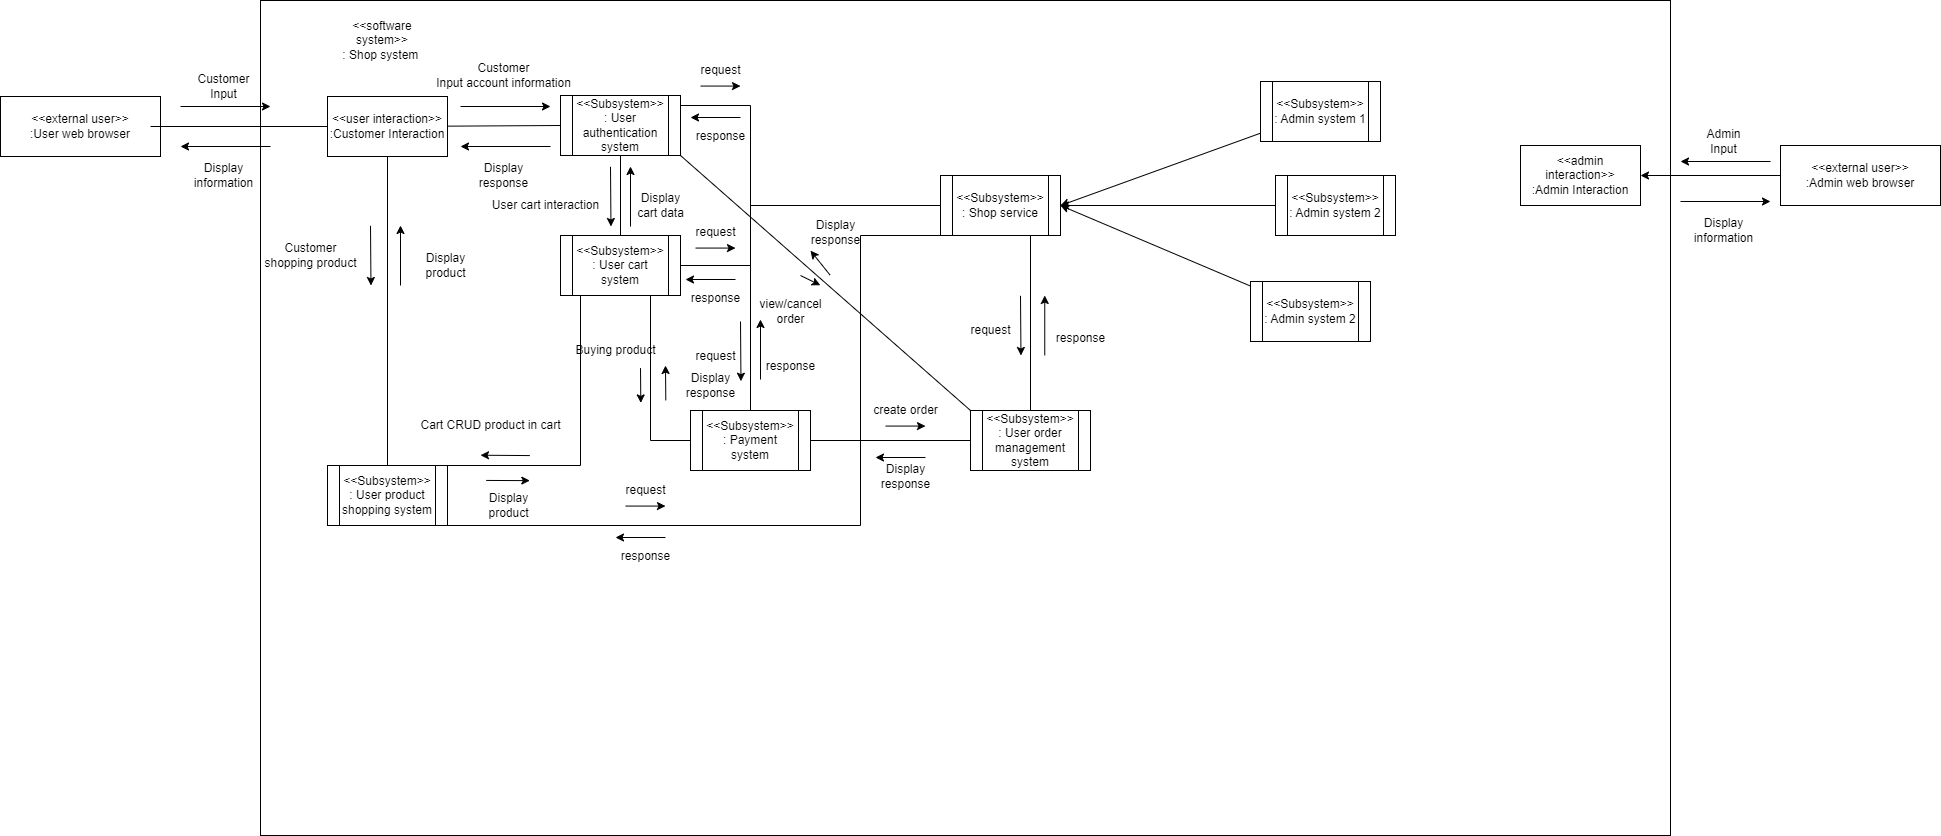 <<software
system>>
: Shop system
Customer
Input
<<external user>>
:User web browser
Display
information
<<user interaction>>
:Customer Interaction
Customer
Input account information
Display
response
<<Subsystem>>
: User
authentication
system
request
response
User cart interaction
Display
cart data
<<Subsystem>>
: User cart
system
request
response
Customer
shopping product
Display
product
<<Subsystem>>
: Shop service
Display
response
view/cancel
order
<<Subsystem>>
: Admin system 1
<<Subsystem>>
: Admin system 2
<<Subsystem>>
: Admin system 2
<<admin
interaction>>
:Admin Interaction
Admin
Input
<<external user>>
:Admin web browser
Display
information
request
response
Buying product
Display
response
request
response
<<Subsystem>>
: Payment
system
create order
Display
response
<<Subsystem>>
: User order
management
system
Cart CRUD product in cart
Display
product
<<Subsystem>>
: User product
shopping system
request
response